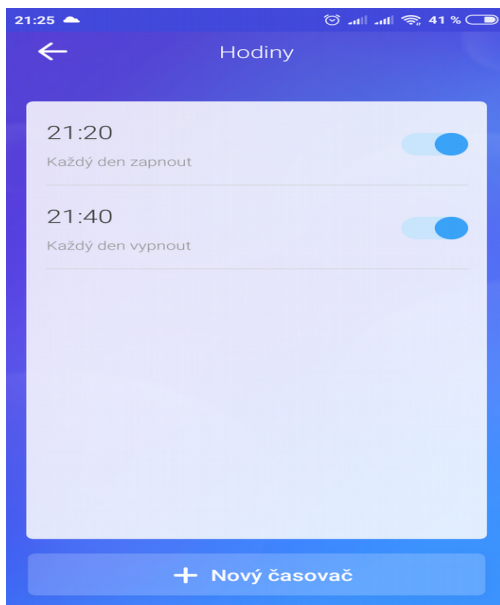 21:25 41 %
Hodiny
21:20
Každý den zapnout
21:40
Každý den vypnout
+ Nový časovač